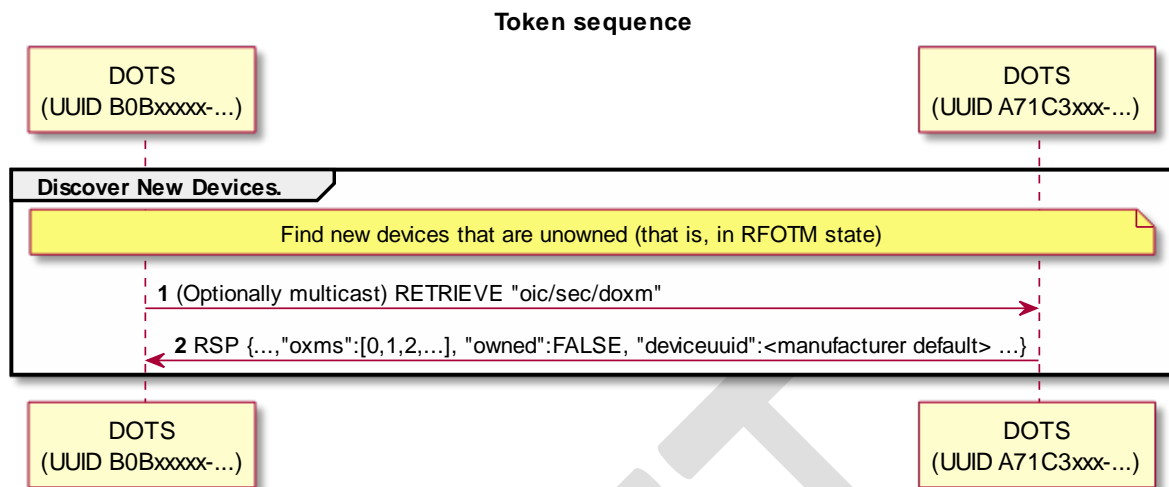 Token sequence
DOTS
(UUID B0Bxxxxx-...)
DOTS
(UUID A71C3xxx-...)
Discover New Devices.
Find new devices that are unowned (that is, in RFOTM state)
1 (Optionally multicast) RETRIEVE "oic/sec/doxm"
2 RSP {...,"oxms":[0,1,2,...], "owned":FALSE, "deviceuuid":<manufacturer default> ...}
DOTS
(UUID B0Bxxxxx-...)
DOTS
(UUID A71C3xxx-...)